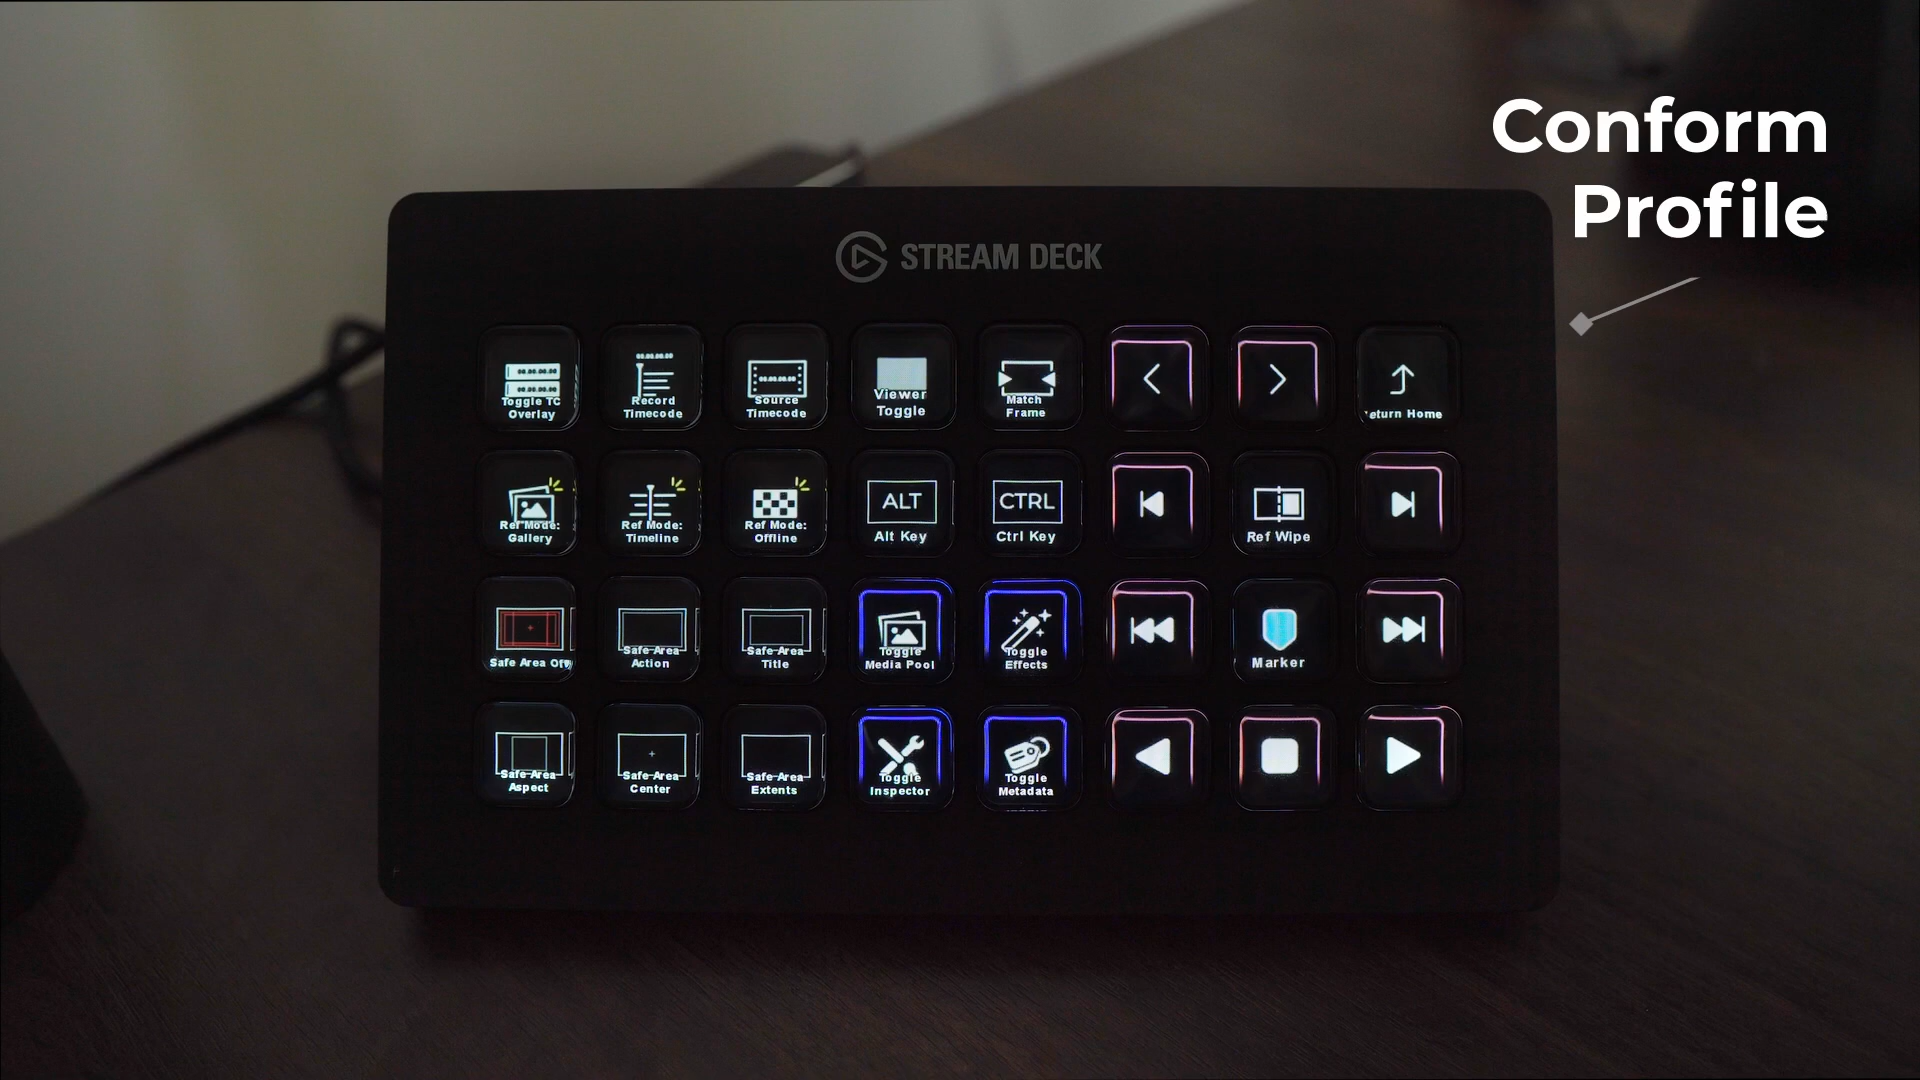 Conform
Profile
STREAM DECK
Toggle TC
Overlay
Record
Timecode
Source
Timecode
Viewer
Toggle
Match
Frame
eturn Home
Ref Mode:
Gallery
Ref Mode:
Timeline
Ref Mode:
Offline
ALT
Alt Key
CTRL
Ctrl Key
Ref Wipe
Safe Area Off
Safe Area
Action
Safe Area
Title
Toggle
Media Pool
Toggle
Effects
Marker
Safe Area
Aspect
Safe Area
Center
Safe Area
Extents
Toggle
Inspector
Toggle
Metadata